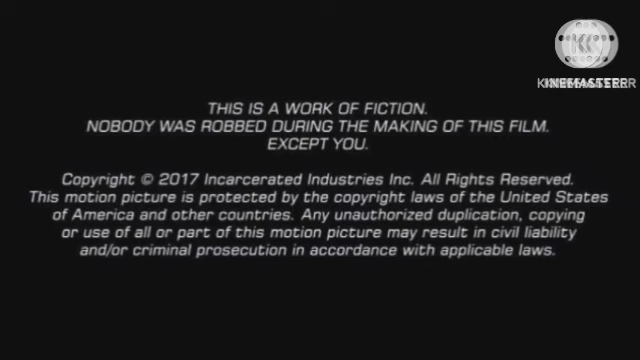 KINEMASTER
THIS IS A WORK OF FICTION.
NOBODY WAS ROBBED DURING THE MAKING OF THIS FILM.
EXCEPT YOU.
Copyright © 2017 Incarcerated Industries Inc. All Rights Reserved.
This motion picture is protected by the copyright laws of the United States
of America and other countries. Any unauthorized duplication, copying
or use of all or part of this motion picture may result in civil liability
and/or criminal prosecution in accordance with applicable laws.